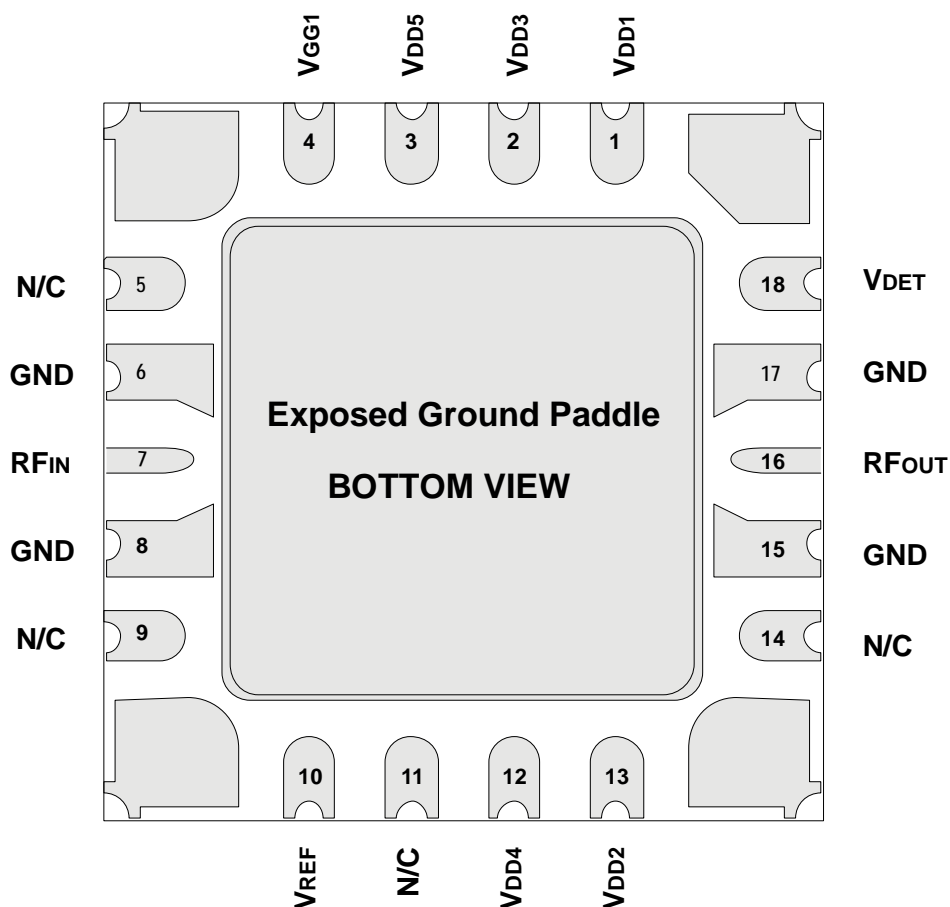 VGG1
VDD5
VDD3
VDD1
4
3
2
1
N/C
5
18
VDET
GND
6
17
GND
Exposed Ground Paddle
RFIN
7
16
RFOUT
BOTTOM VIEW
GND
8
15
GND
N/C
9
14
N/C
10
11
12
13
VREF
N/C
VDD4
VDD2